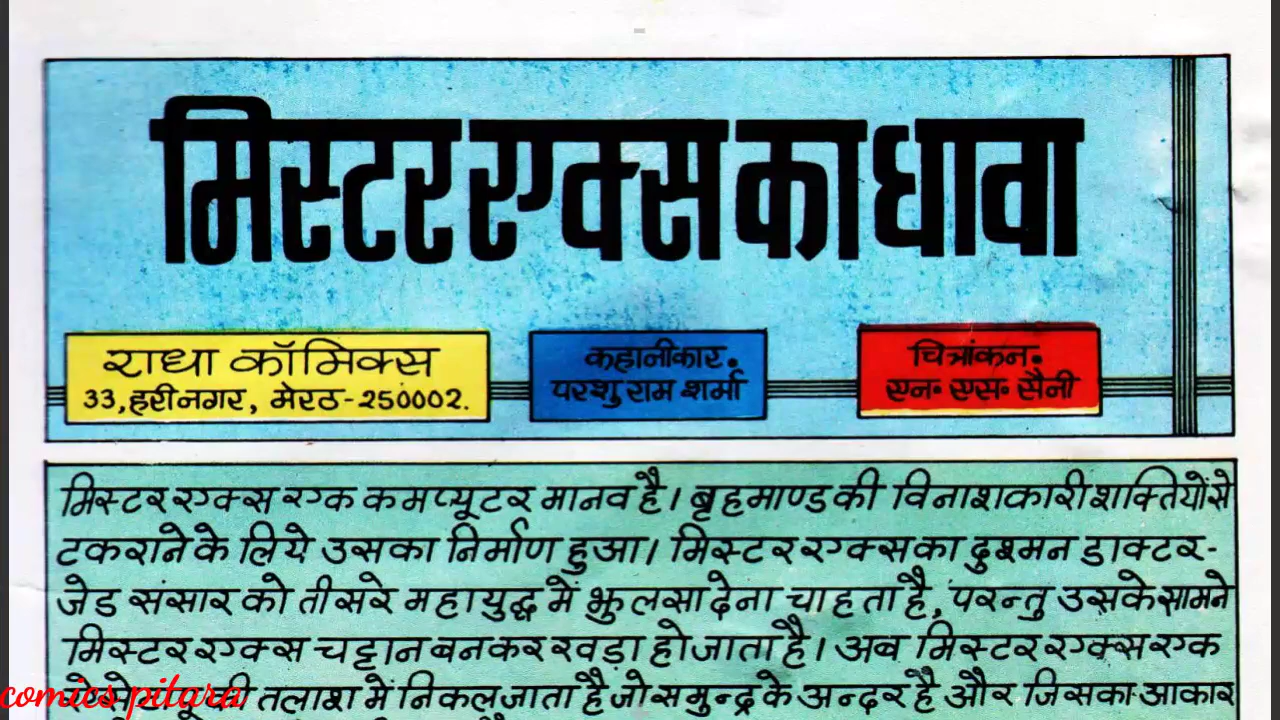 मिस्टर एक्स का धावा
राधा कॉमिक्स
33, हरी नगर, मेरठ-250002.
कहानीकार.
परशु राम शर्मा
चित्रांकन.
एन. एस. सैनी
मिस्टर एक्स एक कमप्यूटर मानव है। बृहमाण्ड की विनाशकारी शाक्तियों से
टकराने के लिये उसका निर्माण हुआ। मिस्टर एक्स का दुश्मन डाक्टर-
जेड संसार को तीसरे महायुद्ध में झुलसा देना चाहता है, परन्तु उसके सामने
मिस्टर एक्स चट्टान बनकर खड़ा हो जाता है। अब मिस्टर एक्स एक
की तलाश में निकल जाता है जो समुन्द्र के अन्दर है और जिसका आकार
comics pitara